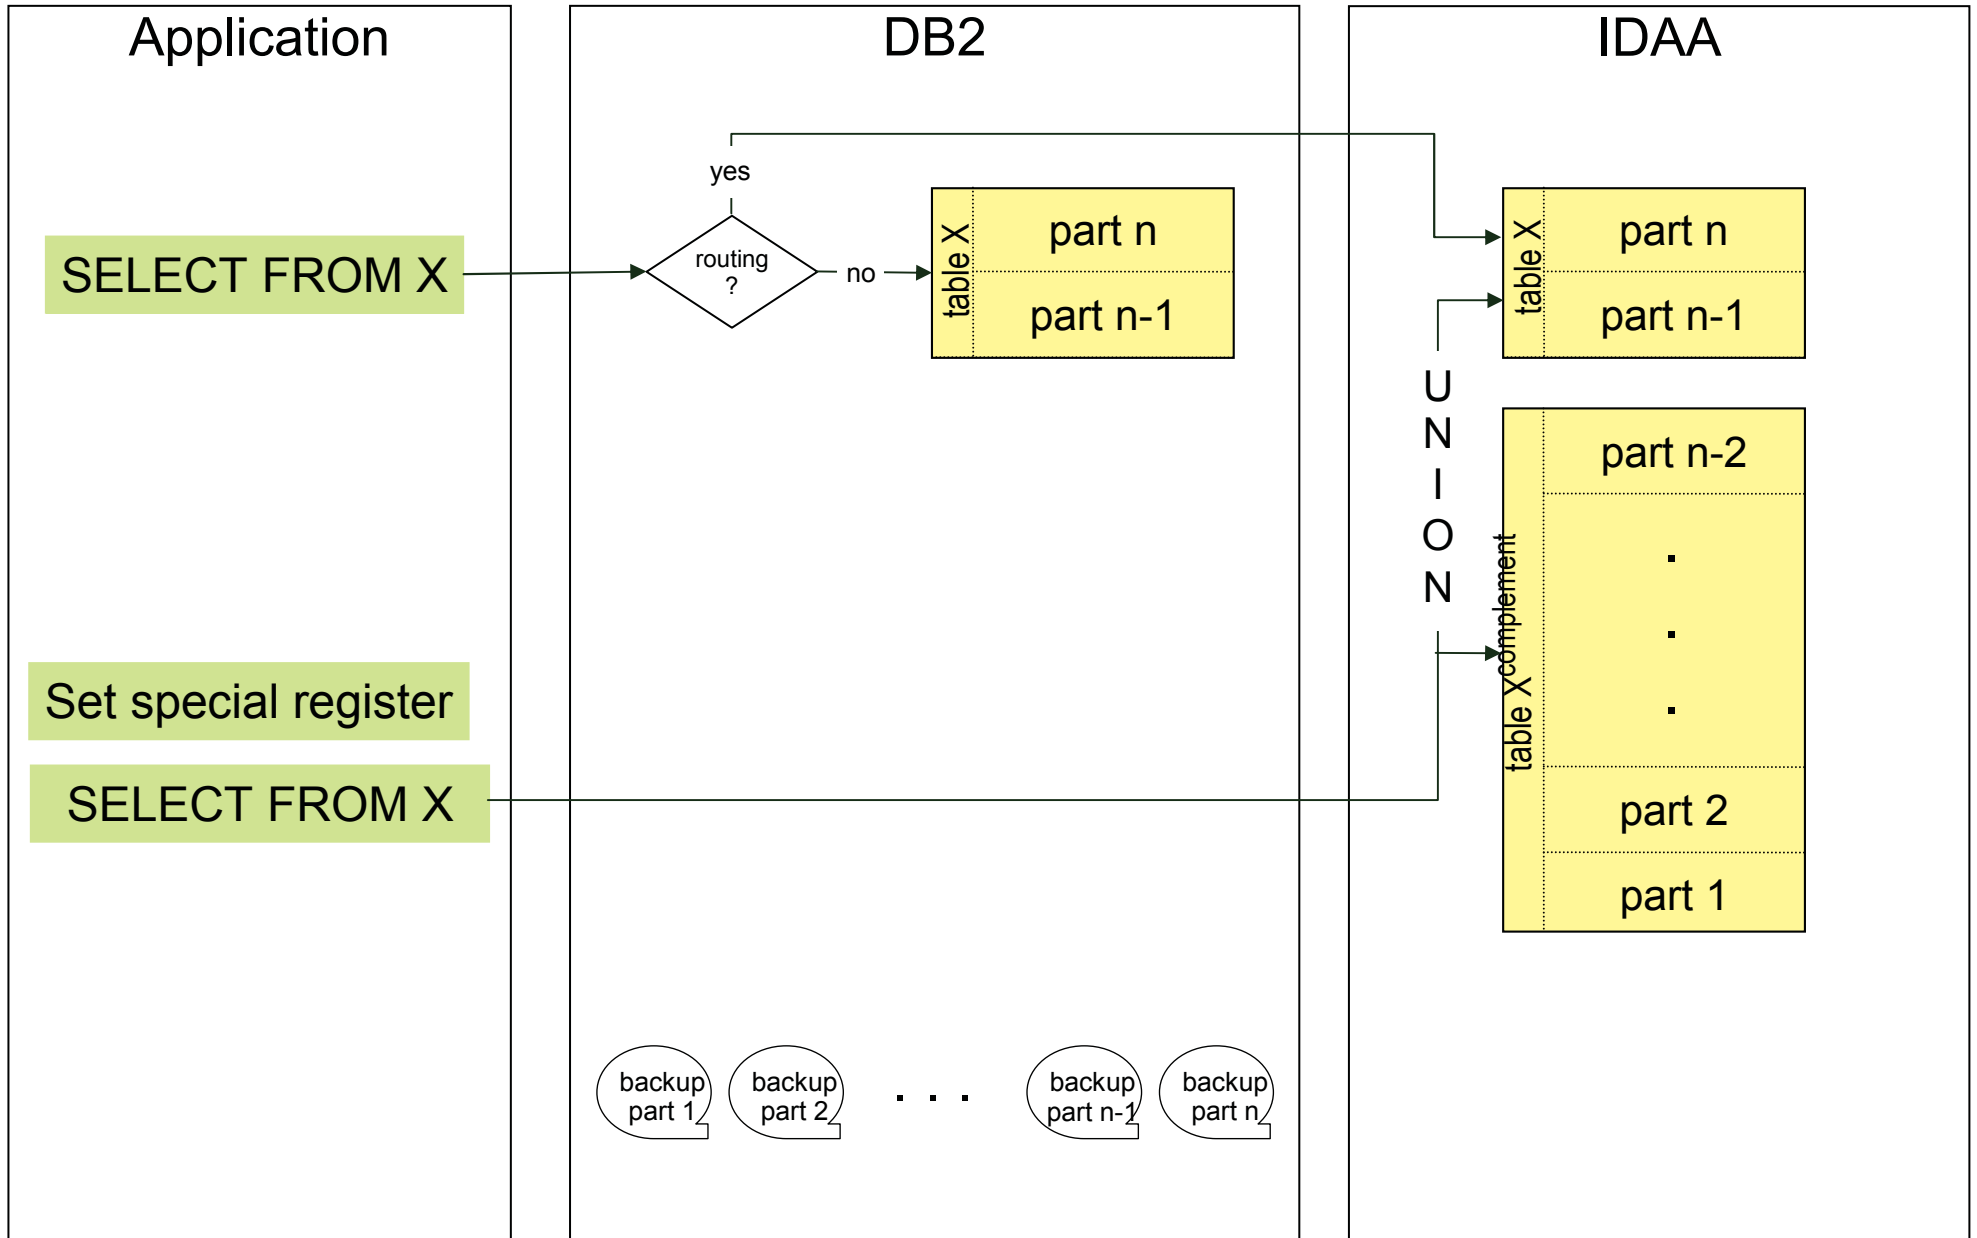 Application
DB2
IDAA
yes
SELECT FROM X
routing
?
no
table X
part n
part n-1
table X
part n
part n-1
U
N
I
O
N
table X complement
part n-2
.
.
.
part 2
part 1
Set special register
SELECT FROM X
backup
part 1
backup
part 2
. . .
backup
part n-1
backup
part n